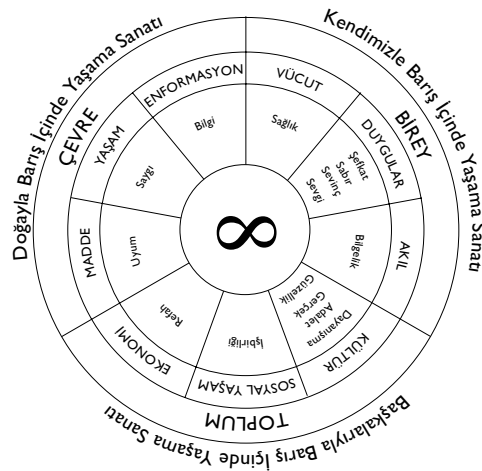 Kendimizle Barış İçinde Yaşama Sanatı
Başkalarıyla Barış İçinde Yaşama Sanatı
Doğayla Barış İçinde Yaşama Sanatı
BİREY
TOPLUM
ÇEVRE
VÜCUT
DUYGULAR
AKIL
KÜLTÜR
SOSYAL YAŞAM
EKONOMI
MADDE
YAŞAM
ENFORMASYON
Sağlık
Şefkat
Sabır
Sevinç
Sevgi
Bilgelik
Güzellik
Gerçek
Adalet
Dayanışma
İşbirliği
Refah
Uyum
Saygı
Bilgi
∞